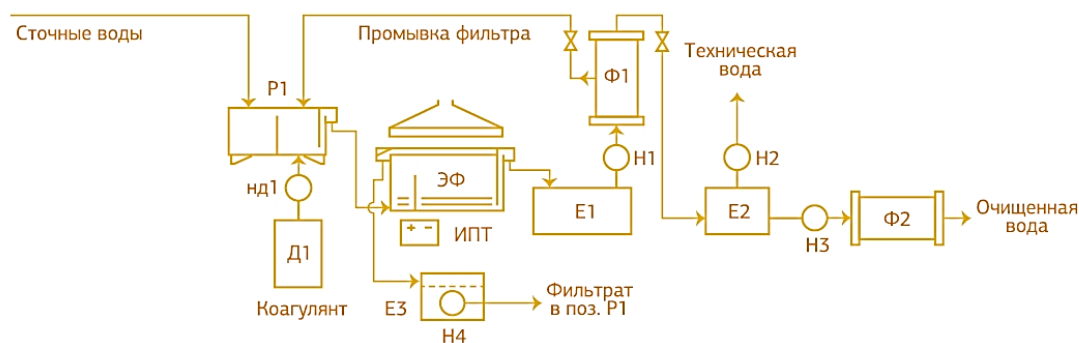 Сточные воды
Промывка фильтра
Техническая
вода
Р1
Ф1
Н1
Н2
нд1
ЭФ
Е1
Е2
Ф2
Очищенная
вода
Н3
ИПТ
+ -
Д1
Коагулянт
Е3
Н4
Фильтрат
в поз. Р1